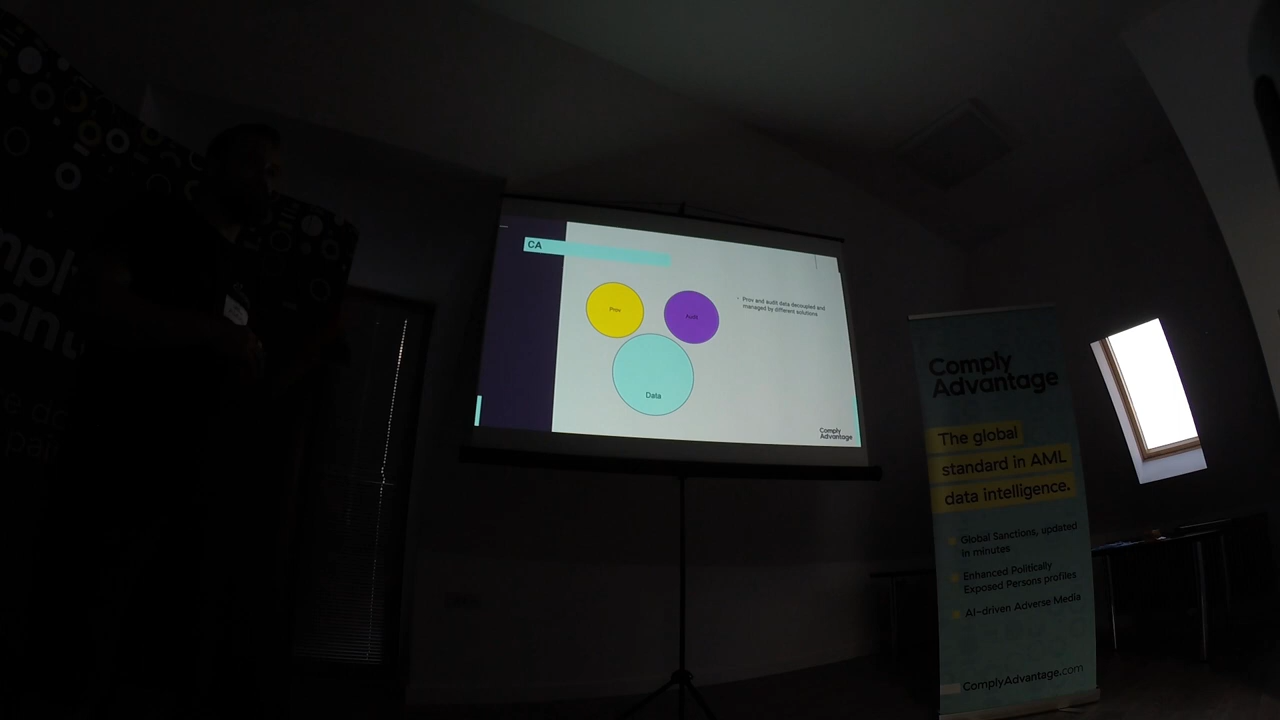 CA
Prov
Audit
Data
Prov and audit data decoupled and
managed by different solutions
Comply
Advantage
Comply
Advantage
The global
standard in AML
data intelligence.
Global Sanctions, updated
in minutes
Enhanced Politically
Exposed Persons profiles
AI-driven Adverse Media
ComplyAdvantage.com